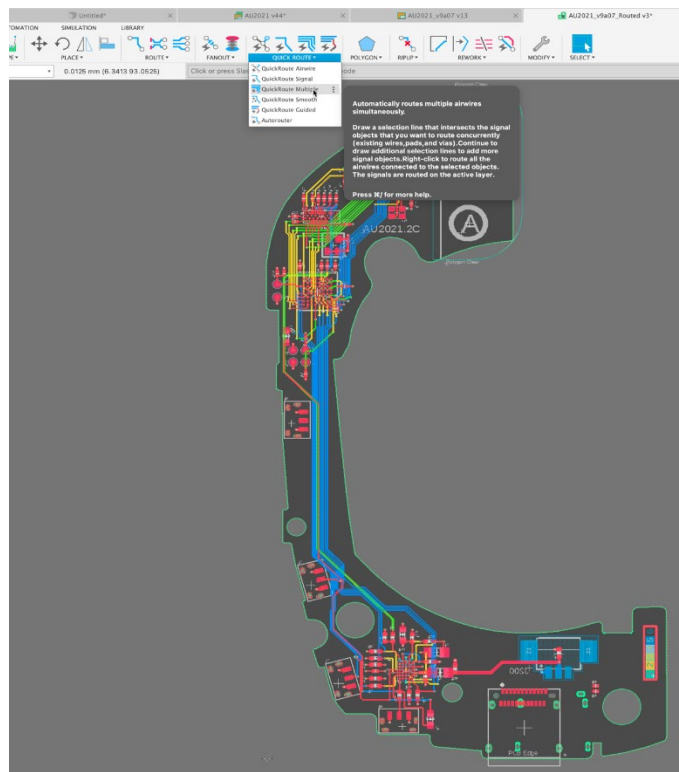 Untitled*
AU2021 v44*
AU2021_v9a07 v13
AU2021_v9a07_Routed v3*
TOMATION
SIMULATION
LIBRARY
PLACE
ROUTE
FANOUT
QUICK ROUTE
POLYGON
RIPUP
REWORK
MODIFY
SELECT
0.0125 mm (6.3413 93.0525)
Click or press Sla
ode
QuickRoute Airwire
QuickRoute Signal
QuickRoute Multiple
QuickRoute Smooth
QuickRoute Guided
Autorouter
Automatically routes multiple airwires
simultaneously.
Draw a selection line that intersects the signal
objects that you want to route concurrently
(existing wires,pads,and vias).Continue to
draw additional selection lines to add more
signal objects.Right-click to route all the
airwires connected to the selected objects.
The signals are routed on the active layer.
Press ⌘/ for more help.
A
AU2021.2C
PCB Edge